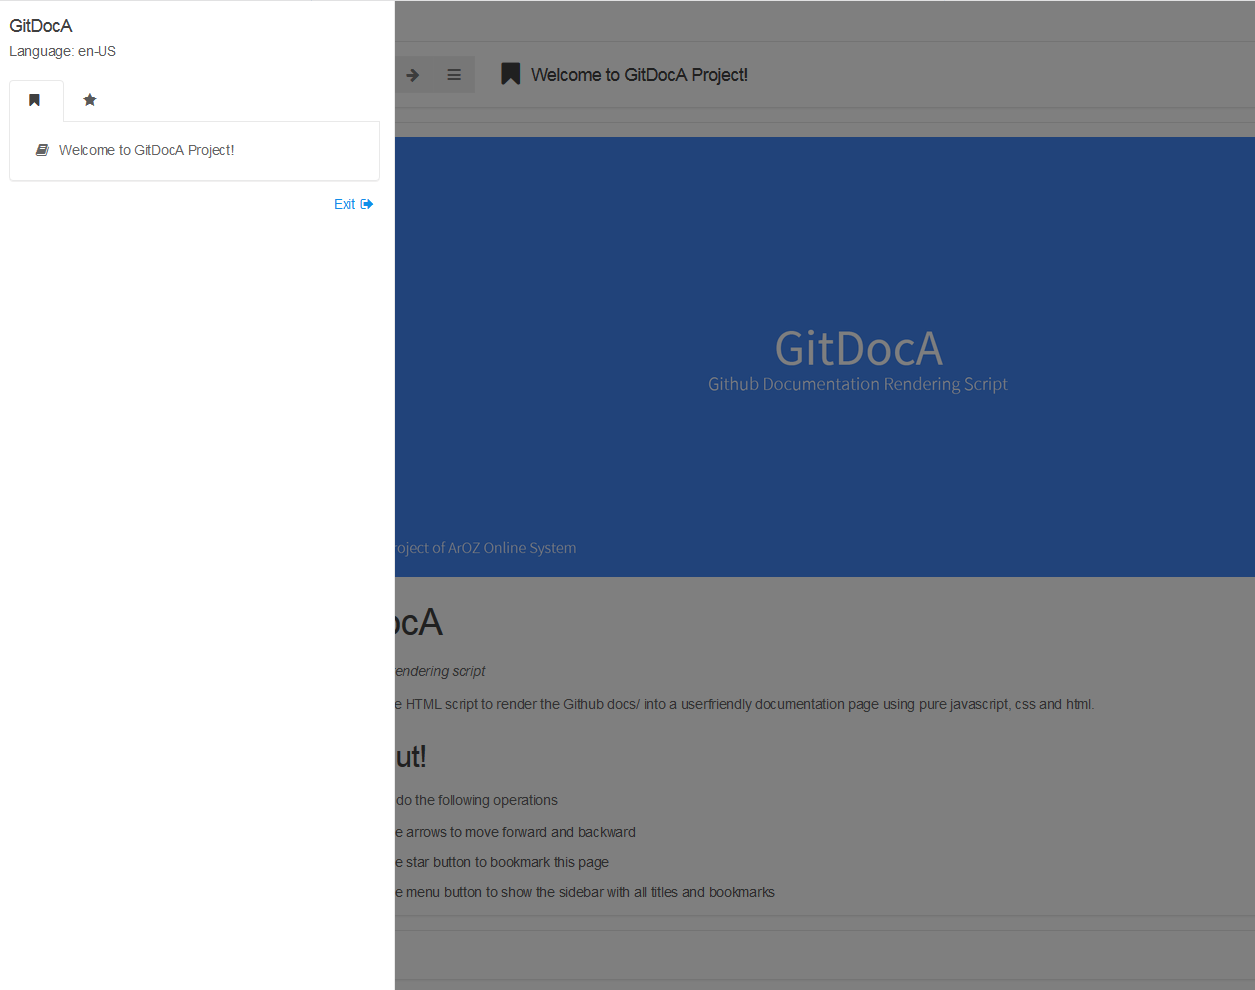 GitDocA
Language: en-US
Welcome to GitDocA Project!
Exit
Welcome to GitDocA Project!
GitDocA
Github Documentation Rendering Script
roject of ArOZ Online System
ocA
rendering script
e HTML script to render the Github docs/ into a userfriendly documentation page using pure javascript, css and html.
ut!
do the following operations
e arrows to move forward and backward
e star button to bookmark this page
e menu button to show the sidebar with all titles and bookmarks